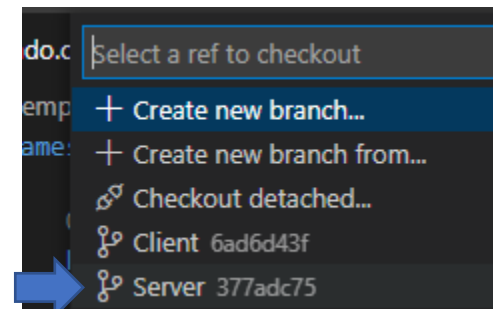 do.c
Select a ref to checkout
emp
+ Create new branch...
ame:
+ Create new branch from...
Checkout detached...
Client 6ad6d43f
Server 377adc75